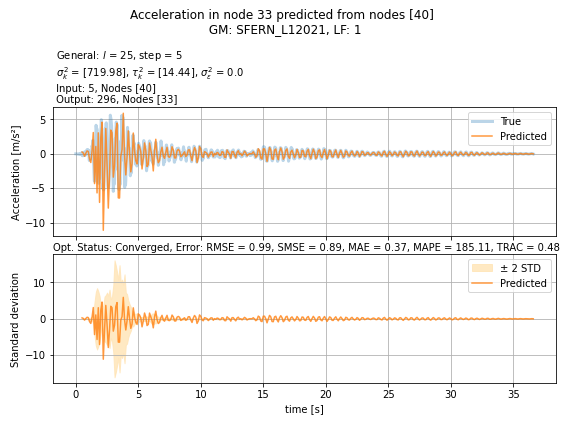 Acceleration in node 33 predicted from nodes [40]
GM: SFERN_L12021, LF: 1
General: l = 25, step = 5
σ²ₖ = [719.98], τ²ₖ = [14.44], σ²ₑ = 0.0
Input: 5, Nodes [40]
Output: 296, Nodes [33]
Acceleration [m/s²]
5
0
−5
−10
True
Predicted
Opt. Status: Converged, Error: RMSE = 0.99, SMSE = 0.89, MAE = 0.37, MAPE = 185.11, TRAC = 0.48
Standard deviation
10
0
−10
± 2 STD
Predicted
0 5 10 15 20 25 30 35
time [s]